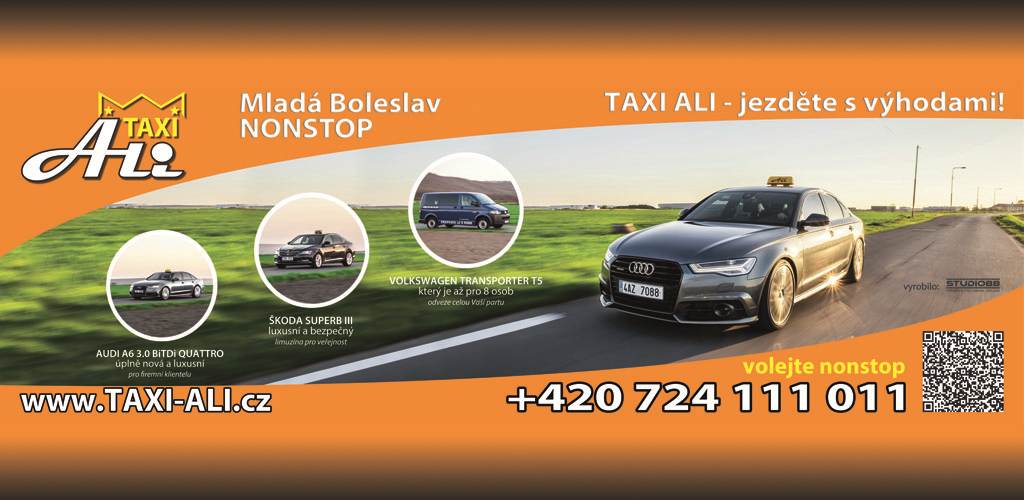 TAXI
ALi
Mladá Boleslav
NONSTOP
TAXI ALI - jezděte s výhodami!
VOLKSWAGEN TRANSPORTER T5
který je až pro 8 osob
odveze celou Vaší partu
ŠKODA SUPERB III
luxusní a bezpečný
limuzína pro veřejnost
AUDI A6 3.0 BiTDi QUATTRO
úplně nová a luxusní
pro firemní klientelu
4AZ 7088
vyrobilo: STUDIO88
volejte nonstop
www.TAXI-ALI.cz
+420 724 111 011